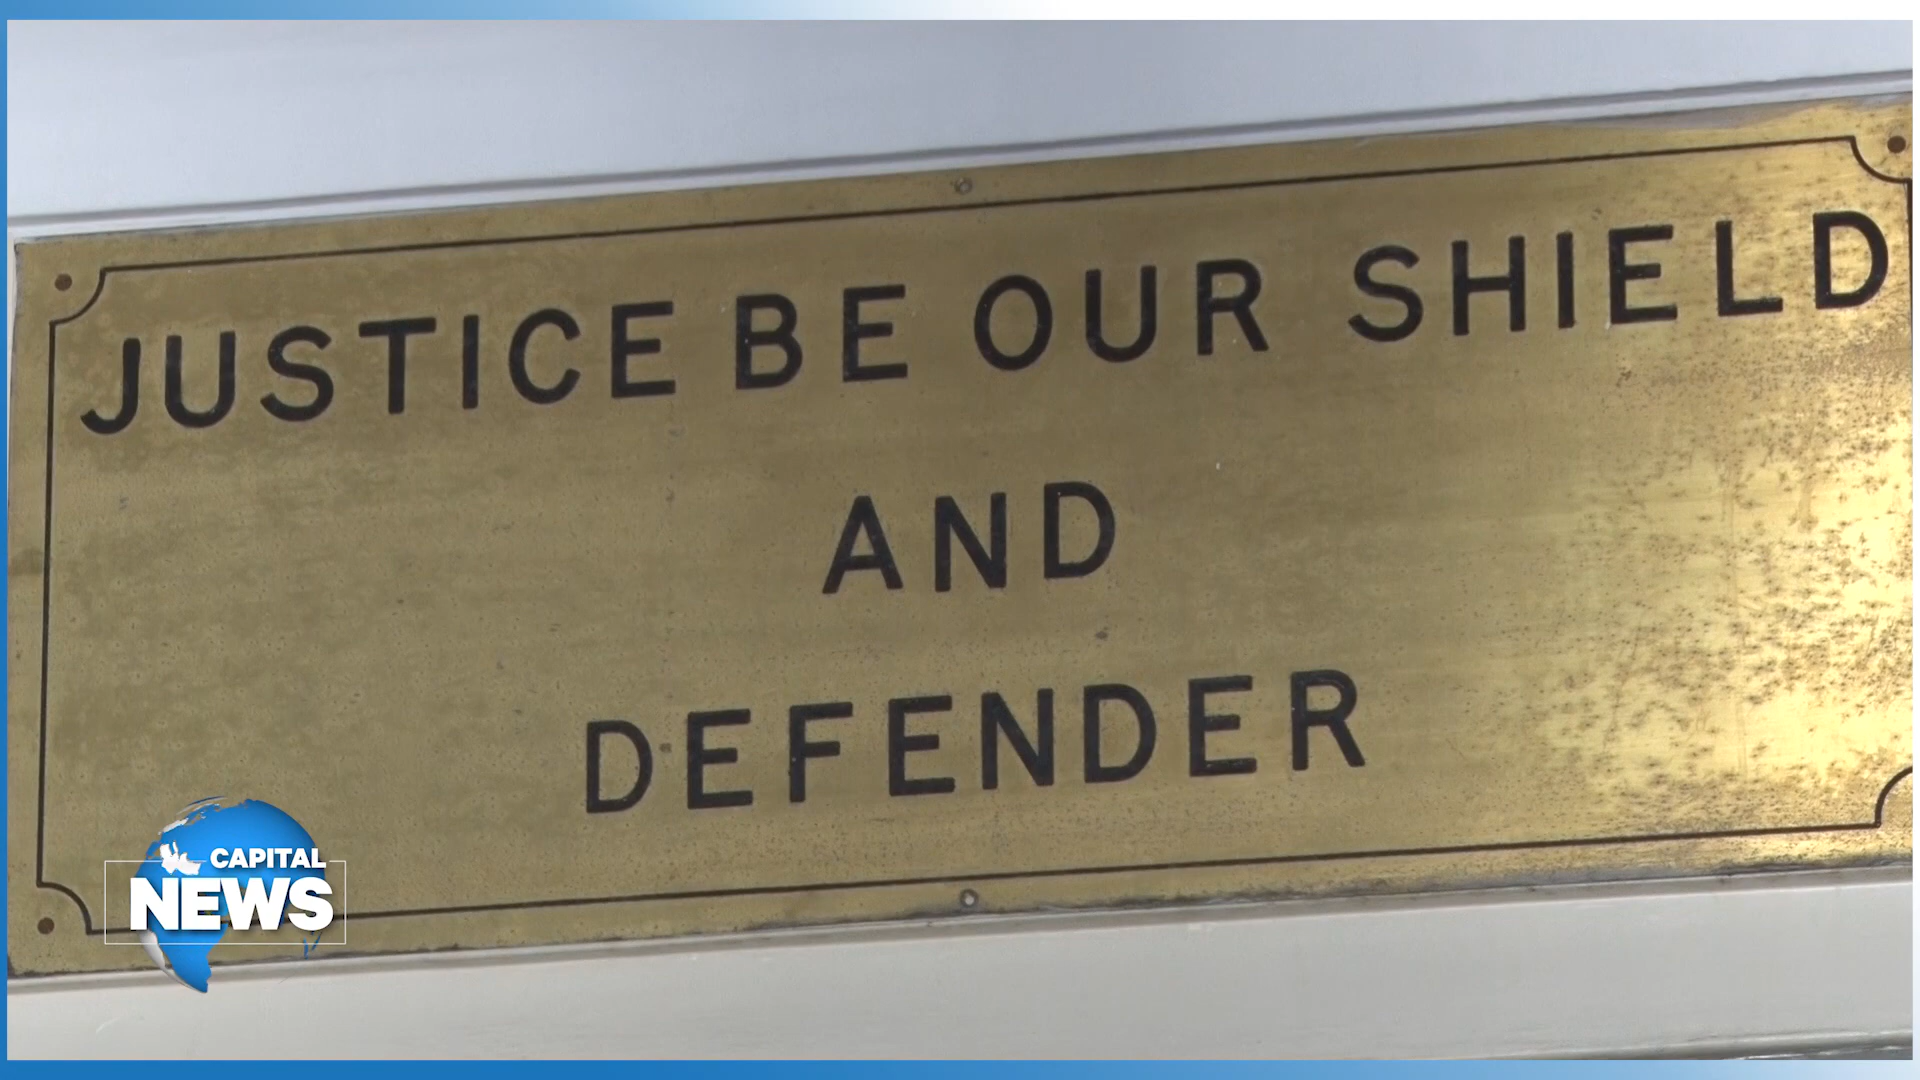 JUSTICE BE OUR SHIELD
AND
DEFENDER
CAPITAL
NEWS